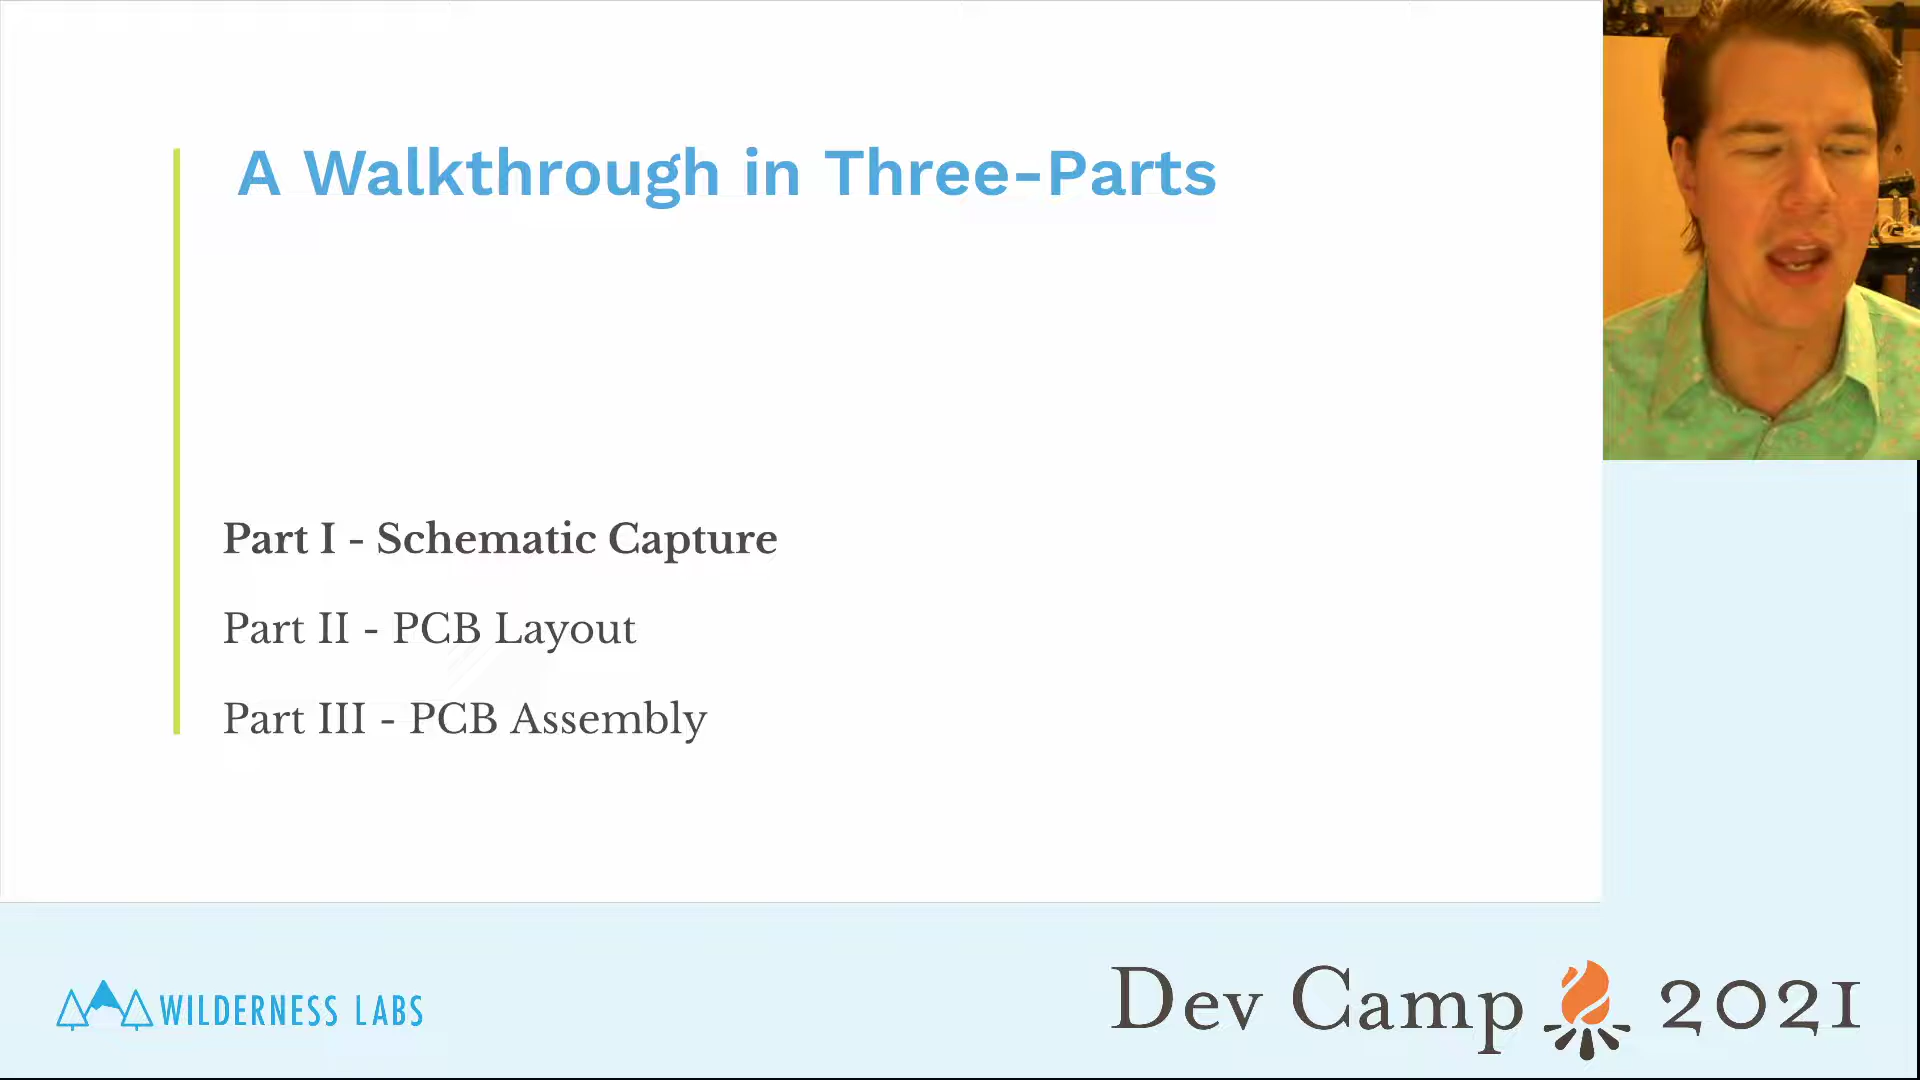 A Walkthrough in Three-Parts
Part I - Schematic Capture
Part II - PCB Layout
Part III - PCB Assembly
WILDERNESS LABS
Dev Camp 2021